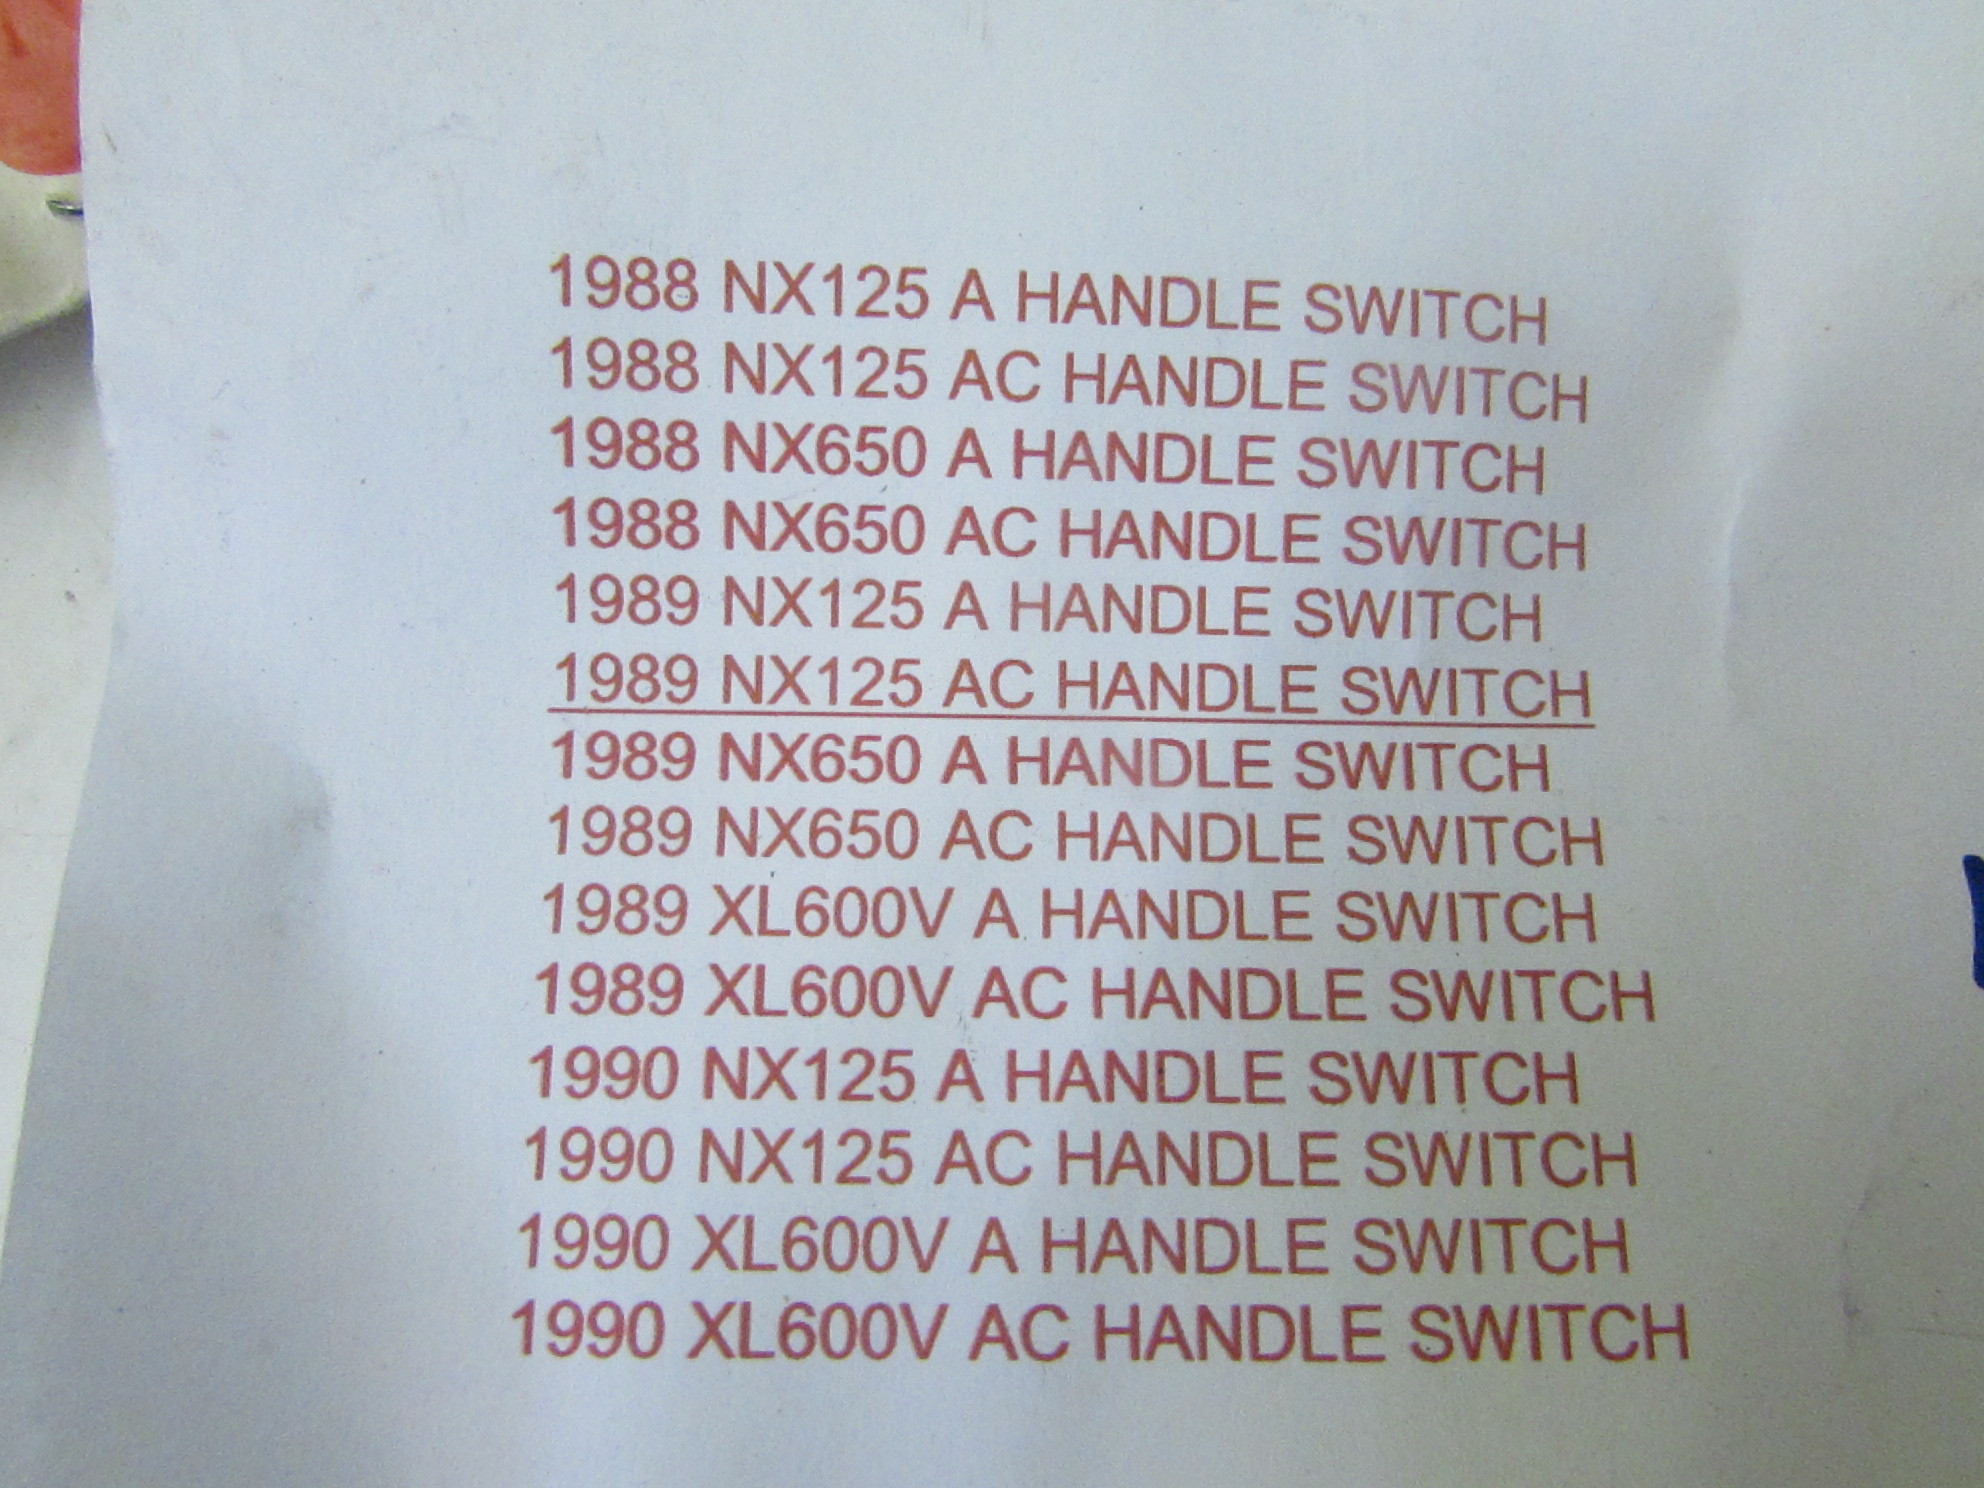 1988 NX125 A HANDLE SWITCH
1988 NX125 AC HANDLE SWITCH
1988 NX650 A HANDLE SWITCH
1988 NX650 AC HANDLE SWITCH
1989 NX125 A HANDLE SWITCH
1989 NX125 AC HANDLE SWITCH
1989 NX650 A HANDLE SWITCH
1989 NX650 AC HANDLE SWITCH
1989 XL600V A HANDLE SWITCH
1989 XL600V AC HANDLE SWITCH
1990 NX125 A HANDLE SWITCH
1990 NX125 AC HANDLE SWITCH
1990 XL600V A HANDLE SWITCH
1990 XL600V AC HANDLE SWITCH